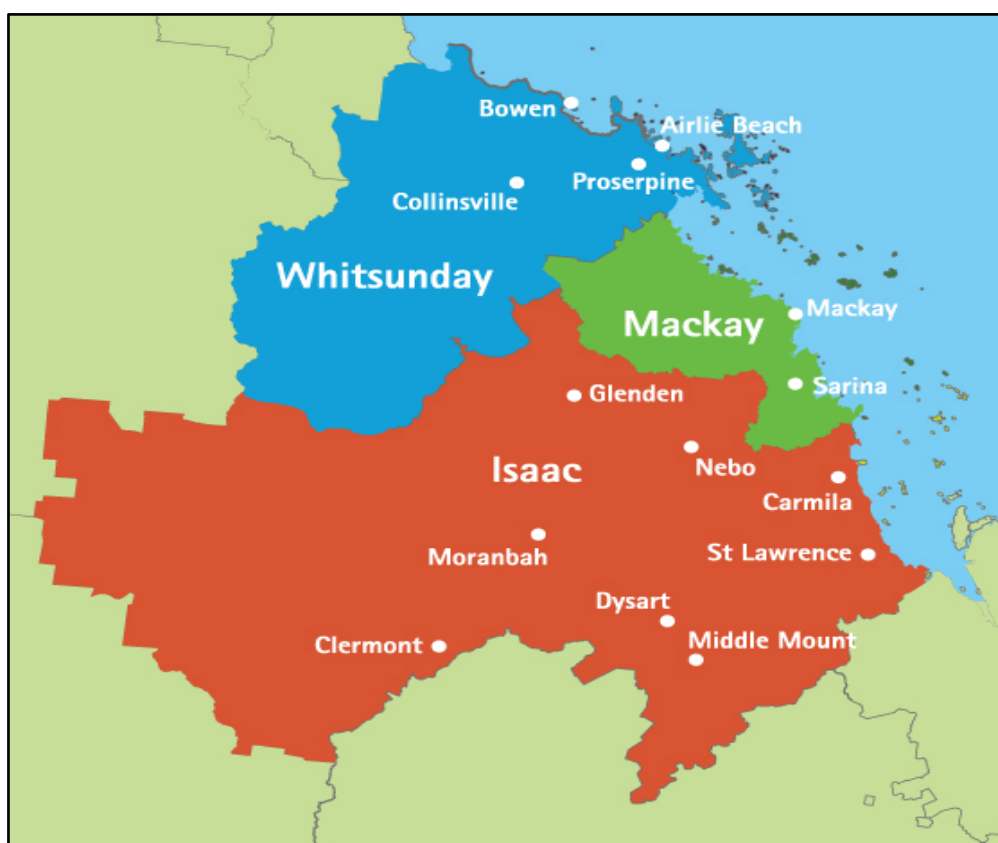 Bowen
Airlie Beach
Proserpine
Collinsville
Whitsunday
Mackay
Mackay
Sarina
Glenden
Isaac
Nebo
Carmila
Moranbah
St Lawrence
Dysart
Clermont
Middle Mount